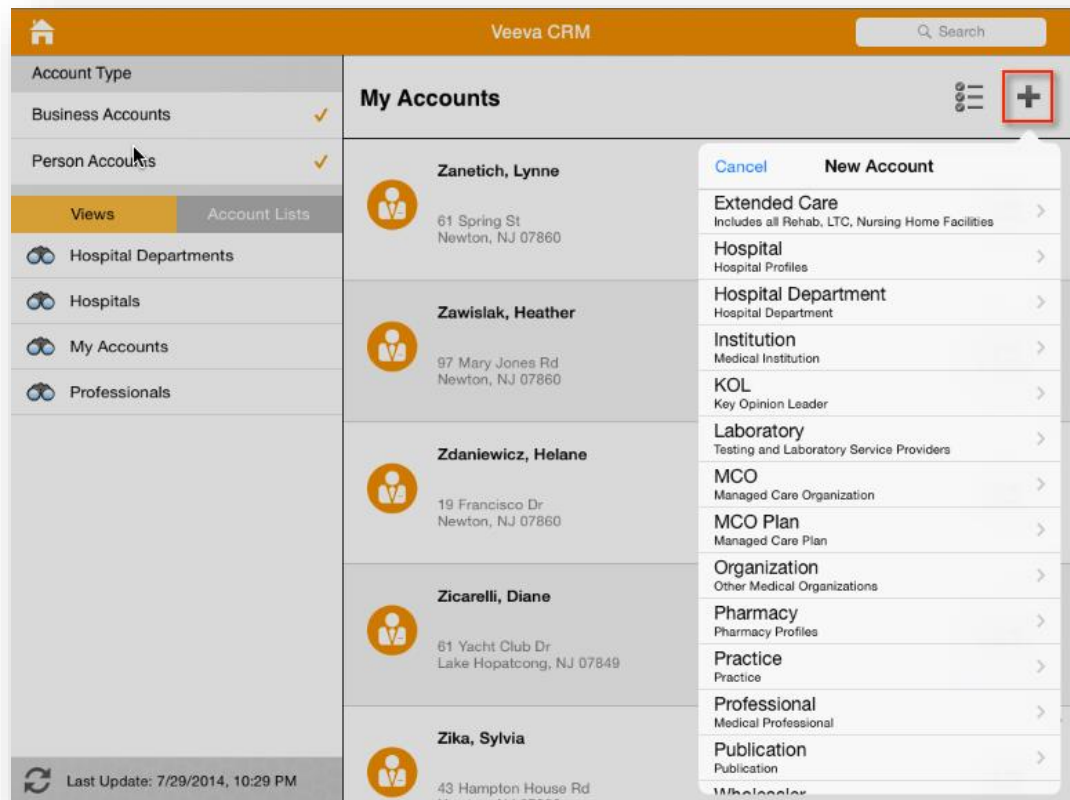 Veeva CRM
Search
Account Type
Business Accounts
Person Accounts
Views
Account Lists
Hospital Departments
Hospitals
My Accounts
Professionals
Last Update: 7/29/2014, 10:29 PM
My Accounts
Zanetich, Lynne
61 Spring St
Newton, NJ 07860
Zawislak, Heather
97 Mary Jones Rd
Newton, NJ 07860
Zdaniewicz, Helane
19 Francisco Dr
Newton, NJ 07860
Zicarelli, Diane
61 Yacht Club Dr
Lake Hopatcong, NJ 07849
Zika, Sylvia
43 Hampton House Rd
Cancel
New Account
Extended Care
Includes all Rehab, LTC, Nursing Home Facilities
Hospital
Hospital Profiles
Hospital Department
Hospital Department
Institution
Medical Institution
KOL
Key Opinion Leader
Laboratory
Testing and Laboratory Service Providers
MCO
Managed Care Organization
MCO Plan
Managed Care Plan
Organization
Other Medical Organizations
Pharmacy
Pharmacy Profiles
Practice
Practice
Professional
Medical Professional
Publication
Publication
Wholesaler